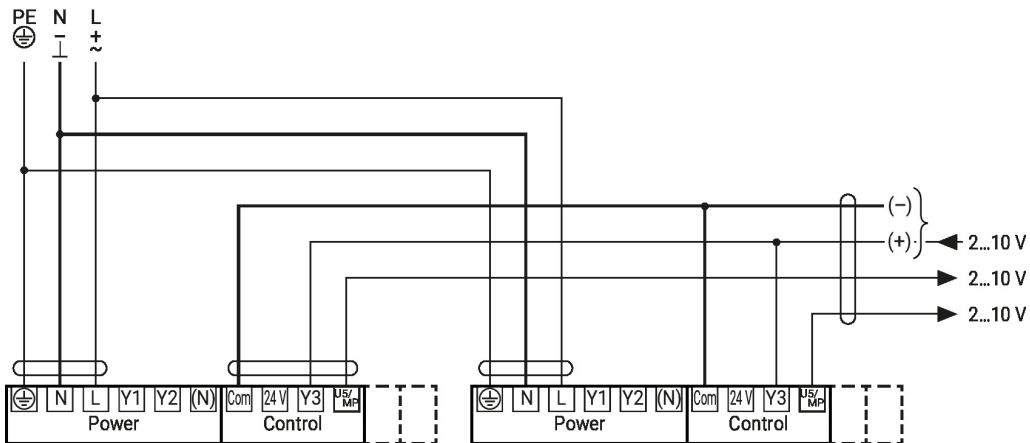 PE N L
- +
~
(−)
(+) 2...10 V
2...10 V
2...10 V
N L Y1 Y2 (N) Com 24 V Y3 U5/MP N L Y1 Y2 (N) Com 24 V Y3 U5/MP
Power Control Power Control